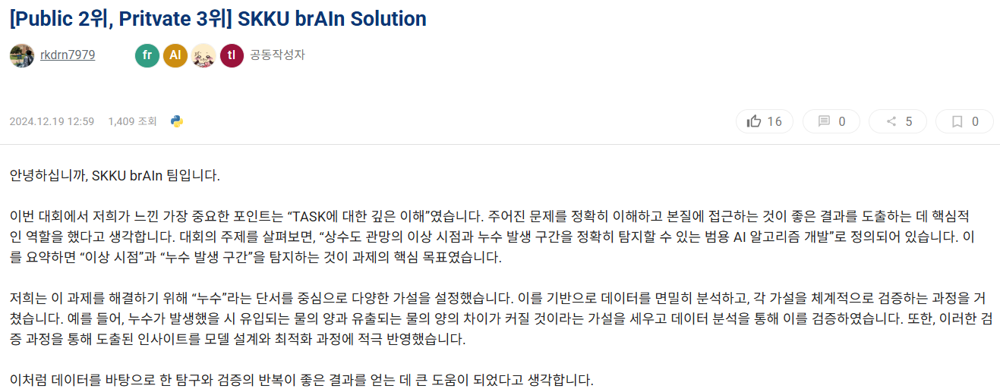 [Public 2위, Pritvate 3위] SKKU brAIn Solution
rkdrn7979 fr AI tl 공동작성자
2024.12.19 12:59 1,409 조회 16 0 5 0
안녕하십니까, SKKU brAIn 팀입니다.
이번 대회에서 저희가 느낀 가장 중요한 포인트는 “TASK에 대한 깊은 이해”였습니다. 주어진 문제를 정확히 이해하고 본질에 접근하는 것이 좋은 결과를 도출하는 데 핵심적
인 역할을 했다고 생각합니다. 대회의 주제를 살펴보면, “상수도 관망의 이상 시점과 누수 발생 구간을 정확히 탐지할 수 있는 범용 AI 알고리즘 개발”로 정의되어 있습니다. 이
를 요약하면 “이상 시점”과 “누수 발생 구간”을 탐지하는 것이 과제의 핵심 목표였습니다.
저희는 이 과제를 해결하기 위해 “누수”라는 단서를 중심으로 다양한 가설을 설정했습니다. 이를 기반으로 데이터를 면밀히 분석하고, 각 가설을 체계적으로 검증하는 과정을 거
쳤습니다. 예를 들어, 누수가 발생했을 시 유입되는 물의 양과 유출되는 물의 양의 차이가 커질 것이라는 가설을 세우고 데이터 분석을 통해 이를 검증하였습니다. 또한, 이러한 검
증 과정을 통해 도출된 인사이트를 모델 설계와 최적화 과정에 적극 반영했습니다.
이처럼 데이터를 바탕으로 한 탐구와 검증의 반복이 좋은 결과를 얻는 데 큰 도움이 되었다고 생각합니다.